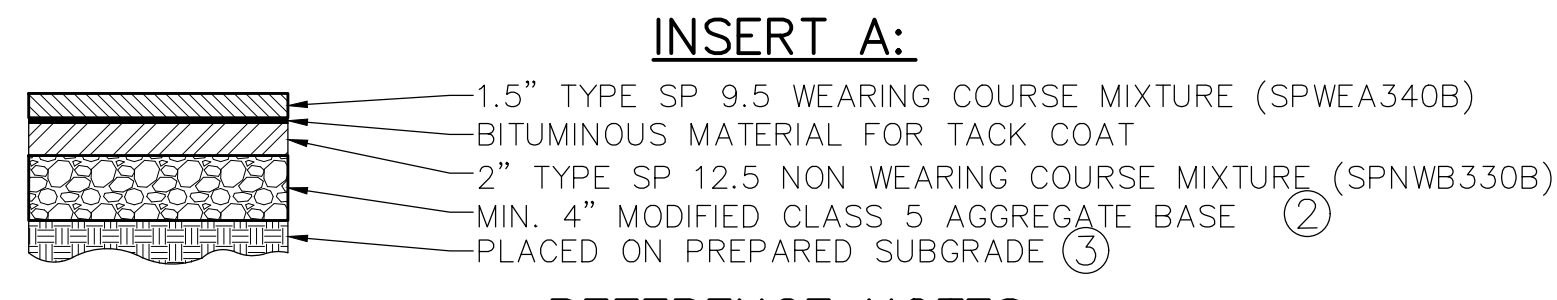 INSERT A:
1.5" TYPE SP 9.5 WEARING COURSE MIXTURE (SPWEA340B)
BITUMINOUS MATERIAL FOR TACK COAT
2" TYPE SP 12.5 NON WEARING COURSE MIXTURE (SPNWB330B)
MIN. 4" MODIFIED CLASS 5 AGGREGATE BASE ②
PLACED ON PREPARED SUBGRADE ③